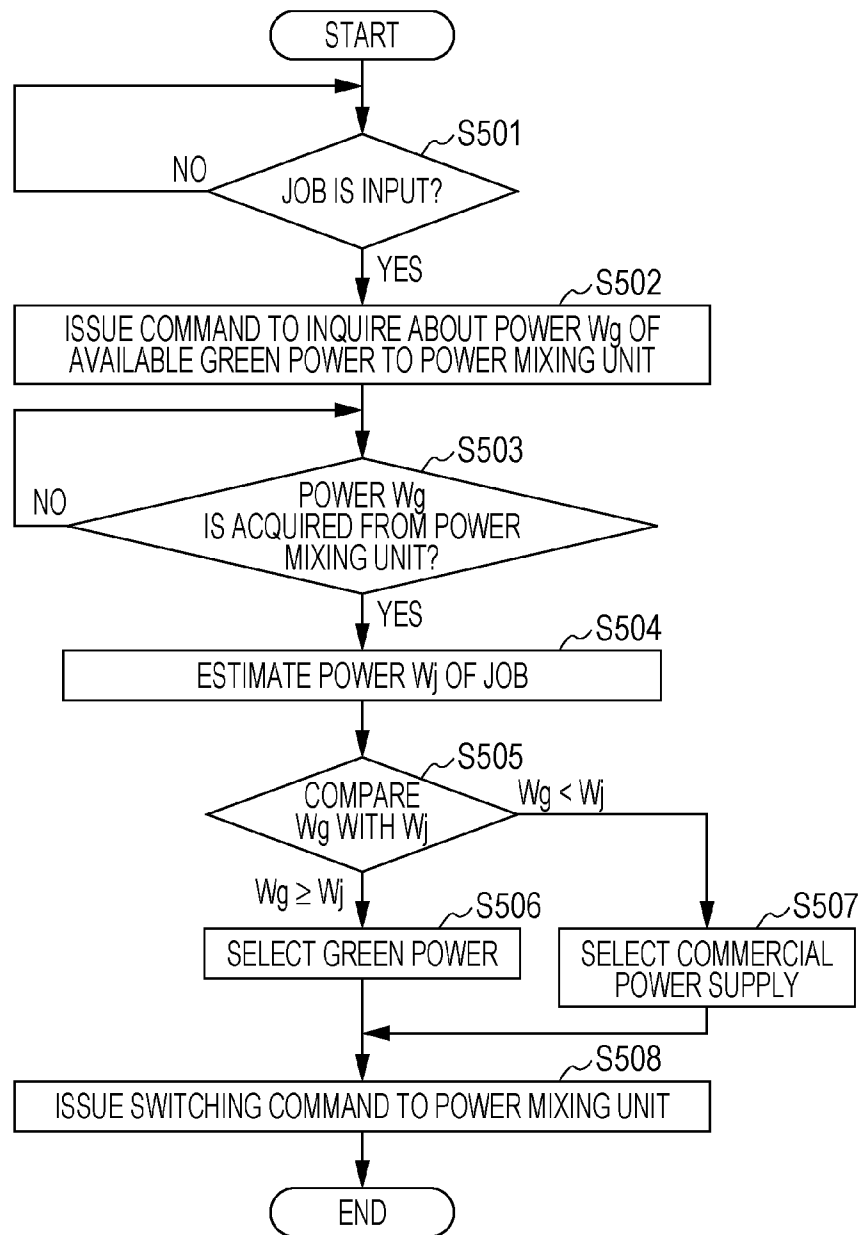 START
S501
NO
JOB IS INPUT?
YES
S502
ISSUE COMMAND TO INQUIRE ABOUT POWER Wg OF
AVAILABLE GREEN POWER TO POWER MIXING UNIT
S503
NO
POWER Wg
IS ACQUIRED FROM POWER
MIXING UNIT?
YES
S504
ESTIMATE POWER Wj OF JOB
S505
COMPARE
Wg WITH Wj
Wg < Wj
Wg ≥ Wj
S506
SELECT GREEN POWER
S507
SELECT COMMERCIAL
POWER SUPPLY
S508
ISSUE SWITCHING COMMAND TO POWER MIXING UNIT
END